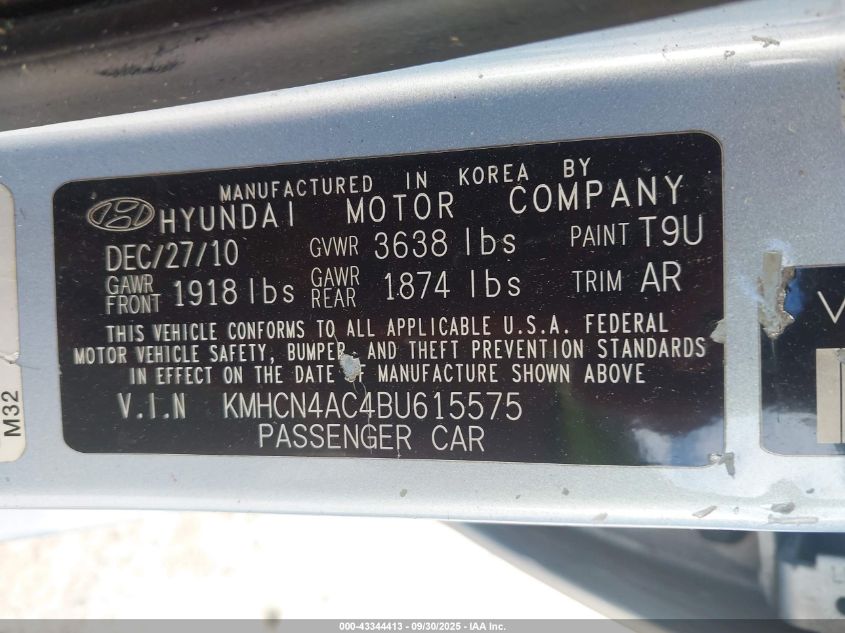 MANUFACTURED IN KOREA BY
HYUNDAI MOTOR COMPANY
DEC/27/10 GVWR 3638 lbs PAINT T9U
GAWR FRONT 1918 lbs GAWR REAR 1874 lbs TRIM AR
THIS VEHICLE CONFORMS TO ALL APPLICABLE U.S.A. FEDERAL
MOTOR VEHICLE SAFETY, BUMPER, AND THEFT PREVENTION STANDARDS
IN EFFECT ON THE DATE OF MANUFACTURE SHOWN ABOVE
V.I.N KMHCN4AC4BU615575
PASSENGER CAR
M32
V
000-43344413 - 09/30/2025 - IAA Inc.